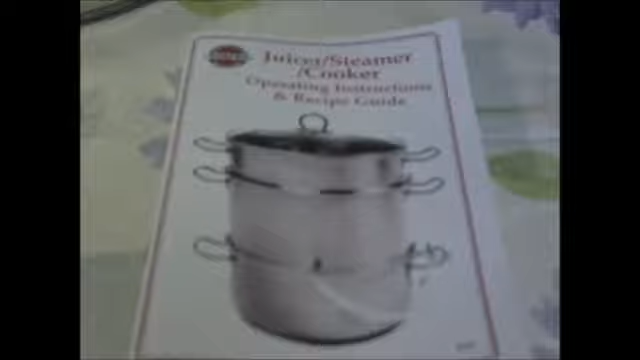 Juicer/Steamer
/Cooker
Operating Instructions
& Recipe Guide